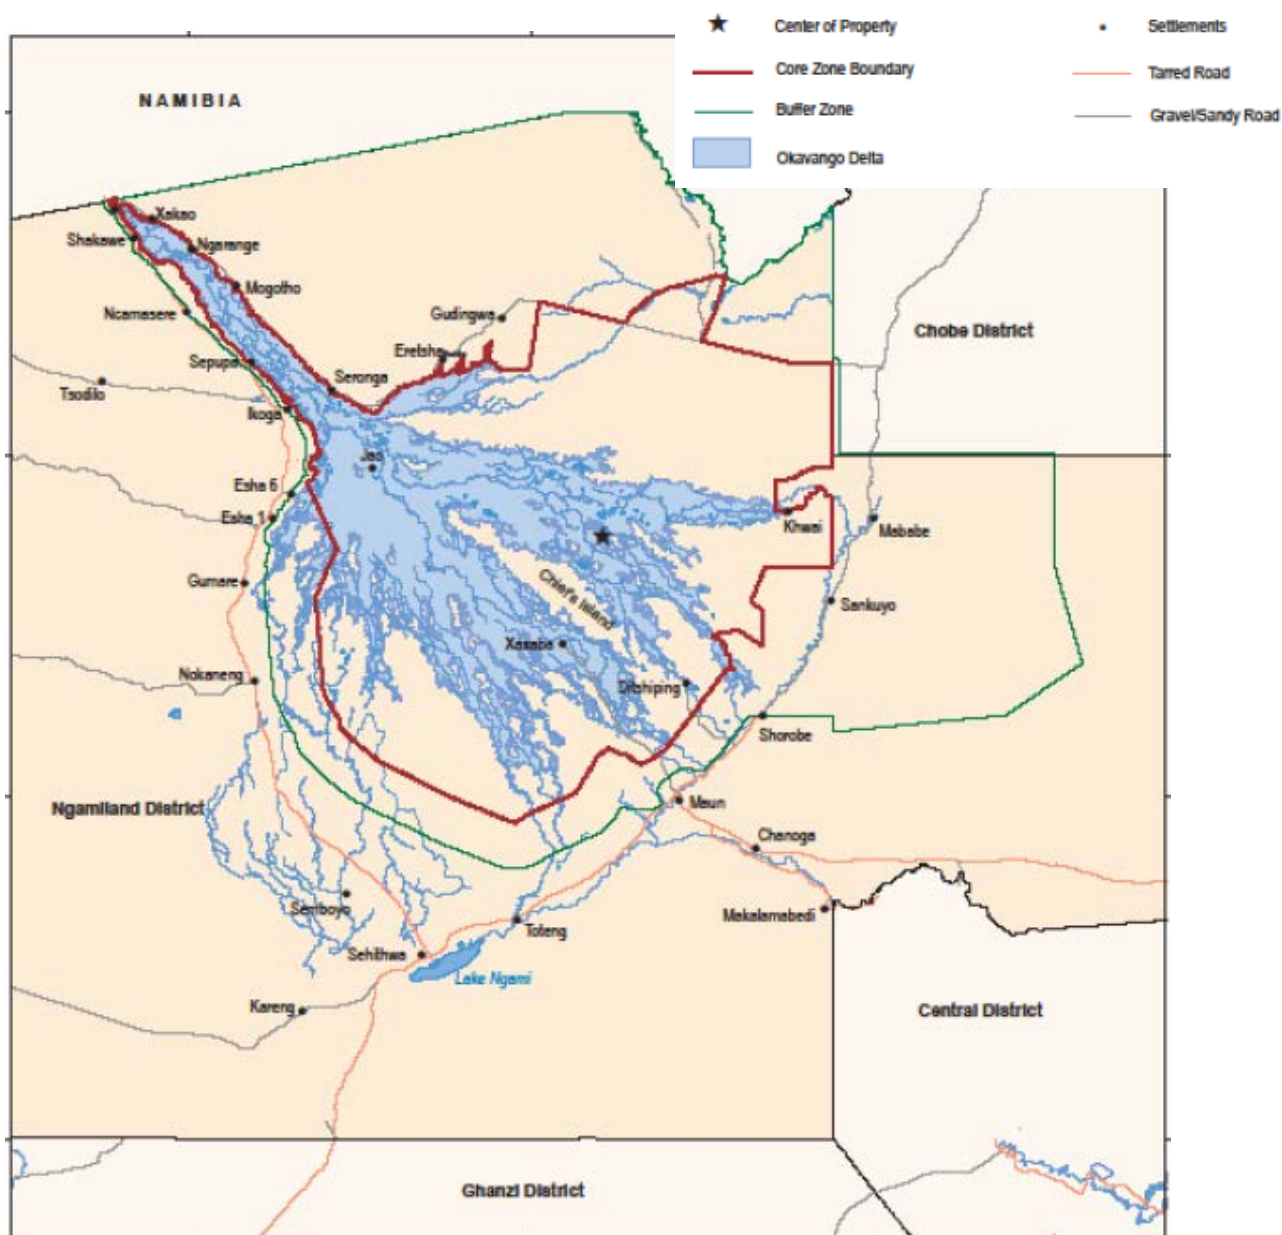 Center of Property
Settlements
Core Zone Boundary
Tarred Road
Buffer Zone
Gravel/Sandy Road
Okavango Delta
NAMIBIA
Xakao
Shakawe
Ngarange
Mogotho
Ncamasere
Gudingwa
Chobe District
Eretsha
Sepupa
Seronga
Tsodilo
Ikoga
Jao
Esha 6
Esha 1
Khwai
Mababe
Gumare
Chief's Island
Sankuyo
Xaxaba
Nokaneng
Ditshiping
Shorobe
Ngamiland District
Maun
Chanoga
Semboyo
Makalamabedi
Toteng
Sehithwa
Lake Ngami
Kareng
Central District
Ghanzi District